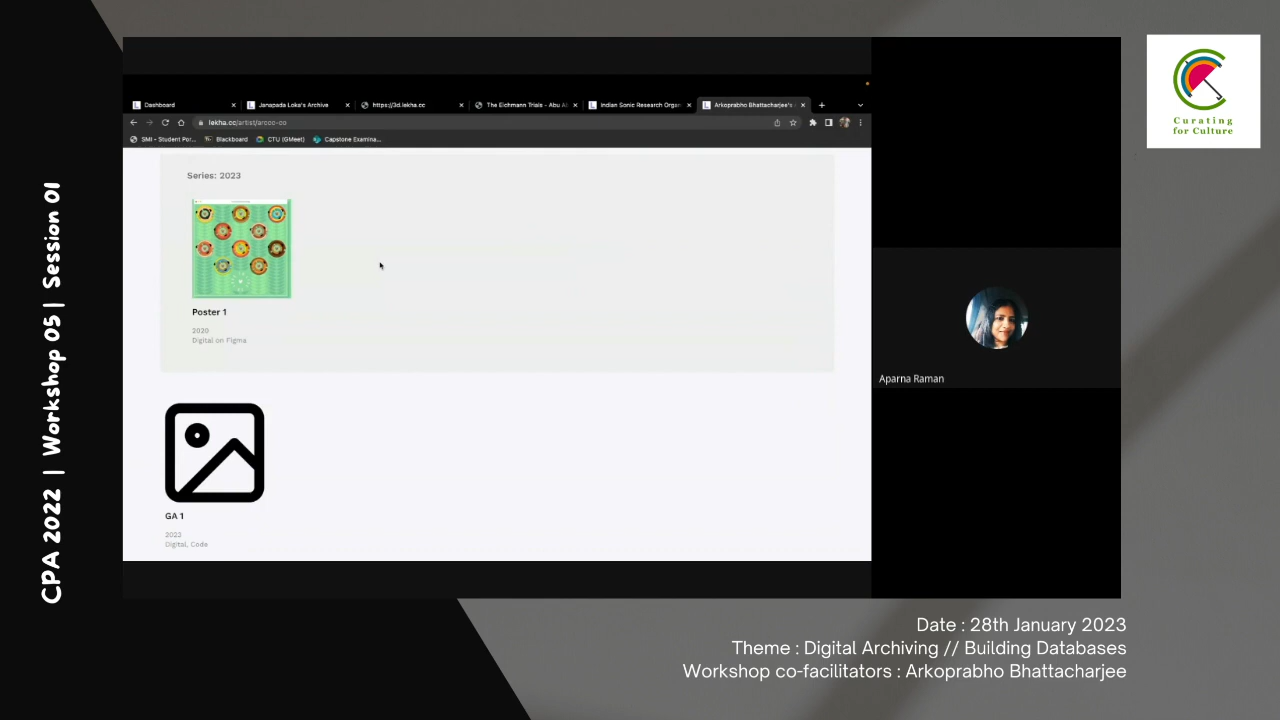 CPA 2022 | Workshop 05 | Session 01
Dashboard
Janapada Loka's Archive
https://3d.lekha.cc
The Eichmann Trials - Abu A
Indian Sonic Research Organ
Arkoprabho Bhattacharjee's
lekha.cc/artist/arcoo-co
SMI - Student Por...
Blackboard
CTU (GMeet)
Capstone Examina...
Series: 2023
Poster 1
2020
Digital on Figma
GA 1
2022
Digital, Code
Aparna Raman
Curating
for Culture
Date : 28th January 2023
Theme : Digital Archiving // Building Databases
Workshop co-facilitators : Arkoprabho Bhattacharjee